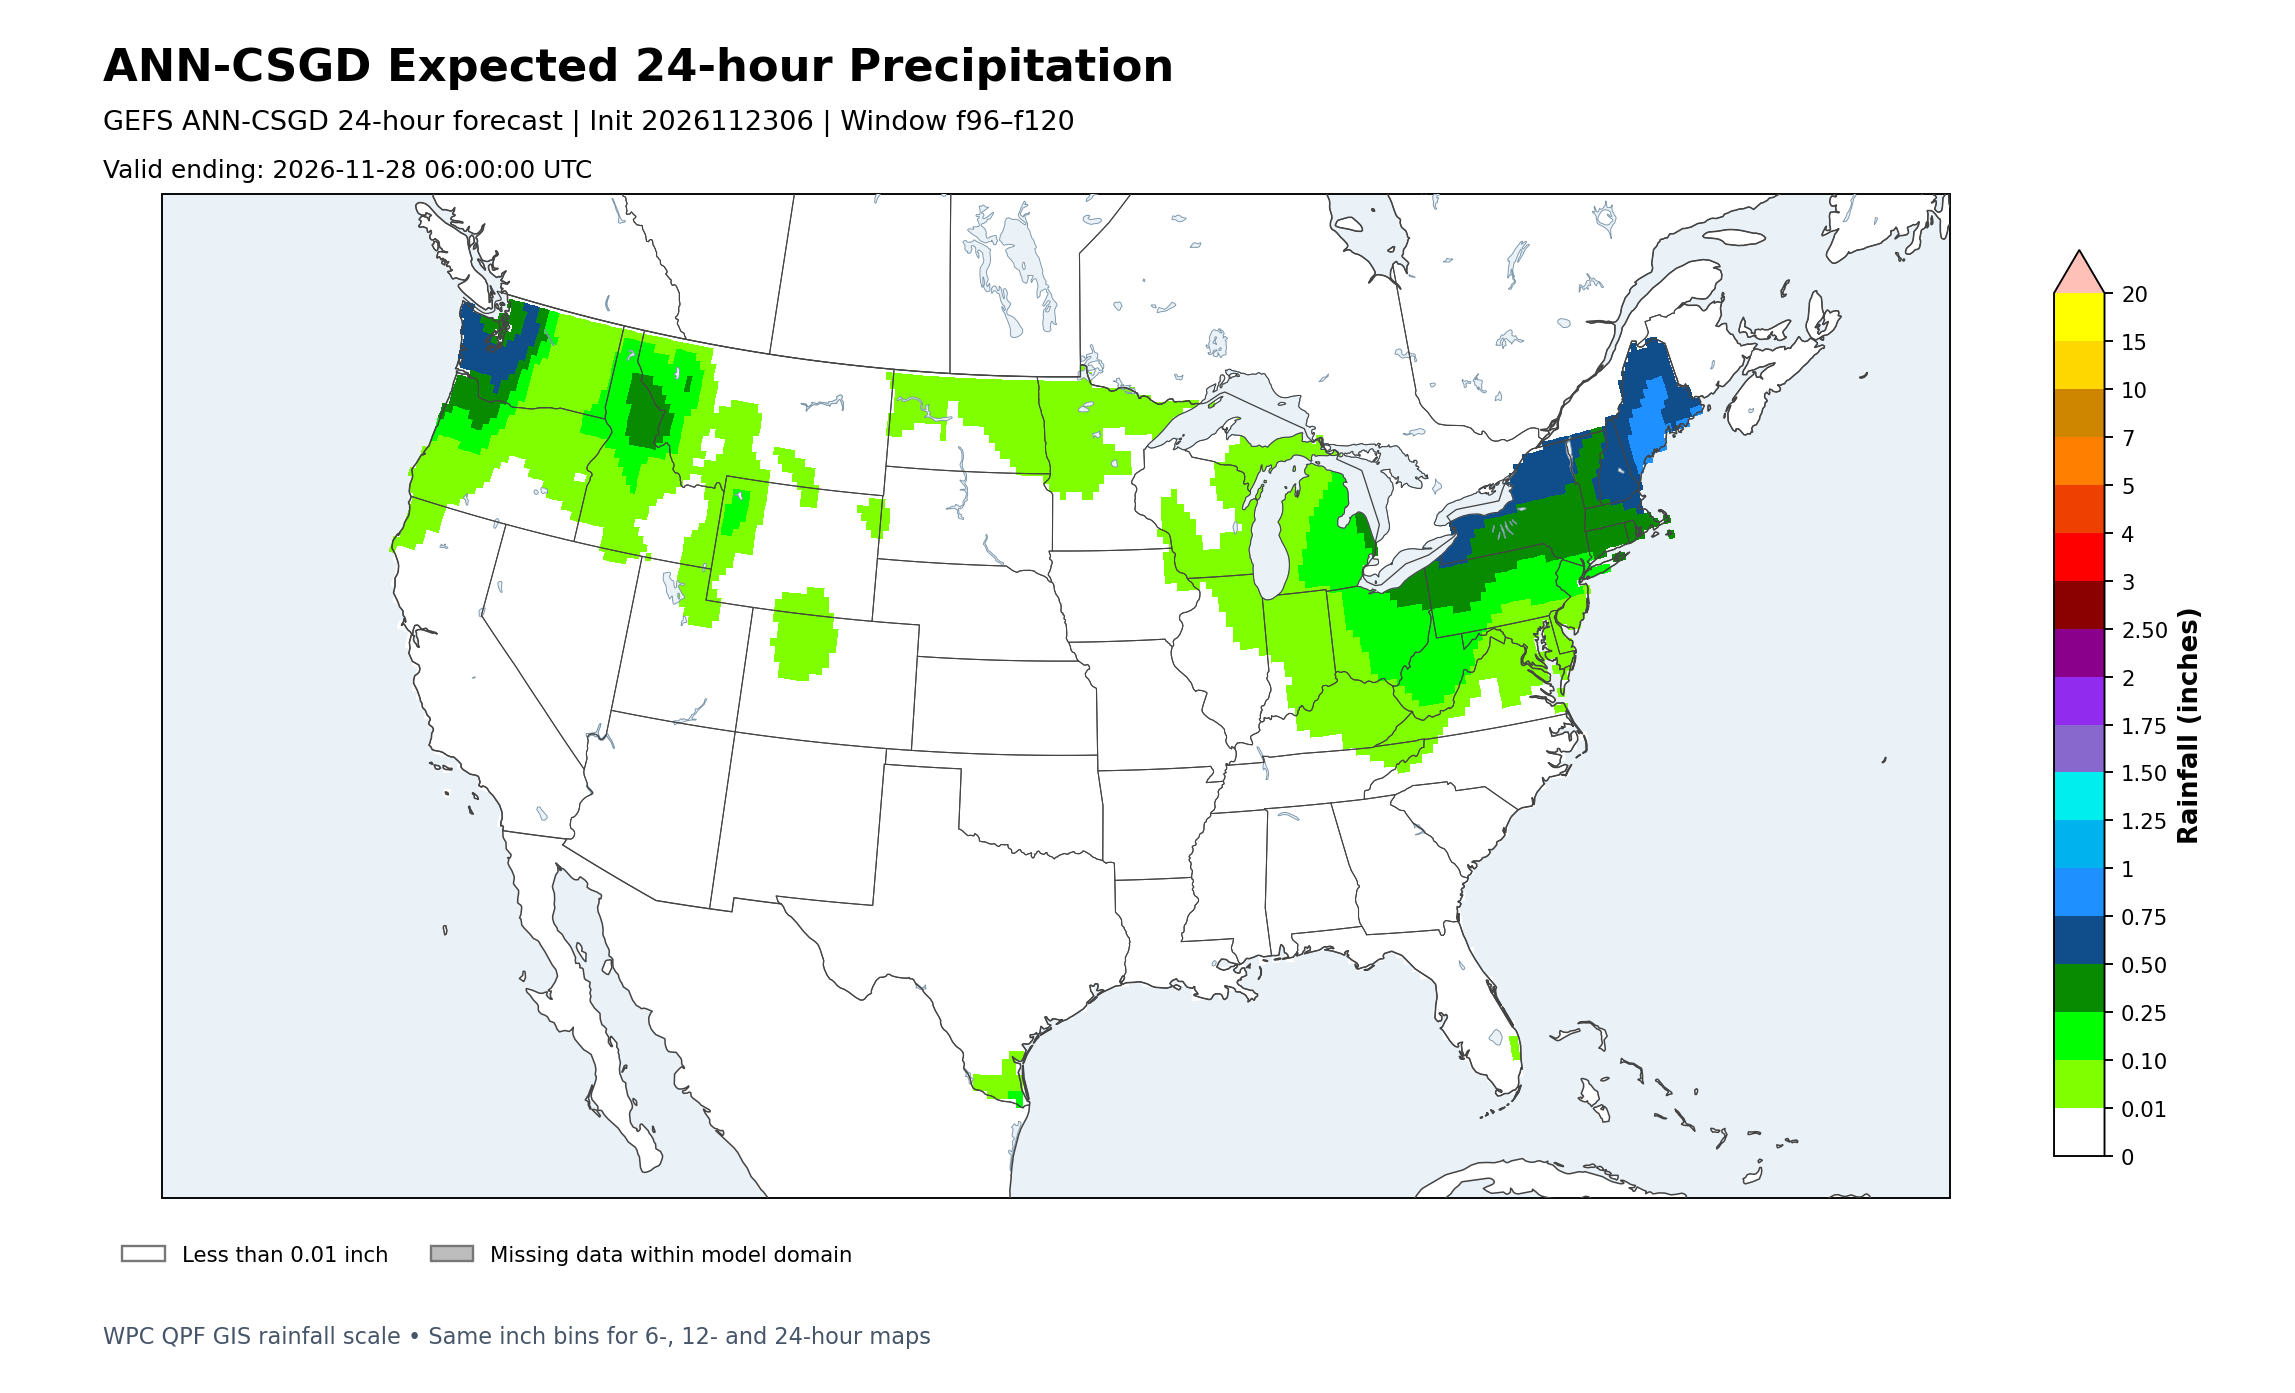 ANN-CSGD Expected 24-hour Precipitation
GEFS ANN-CSGD 24-hour forecast | Init 2026112306 | Window f96–f120
Valid ending: 2026-11-28 06:00:00 UTC
20
15
10
7
5
4
3
2.50
2
1.75
1.50
1.25
1
0.75
0.50
0.25
0.10
0.01
0
Rainfall (inches)
Less than 0.01 inch
Missing data within model domain
WPC QPF GIS rainfall scale • Same inch bins for 6-, 12- and 24-hour maps